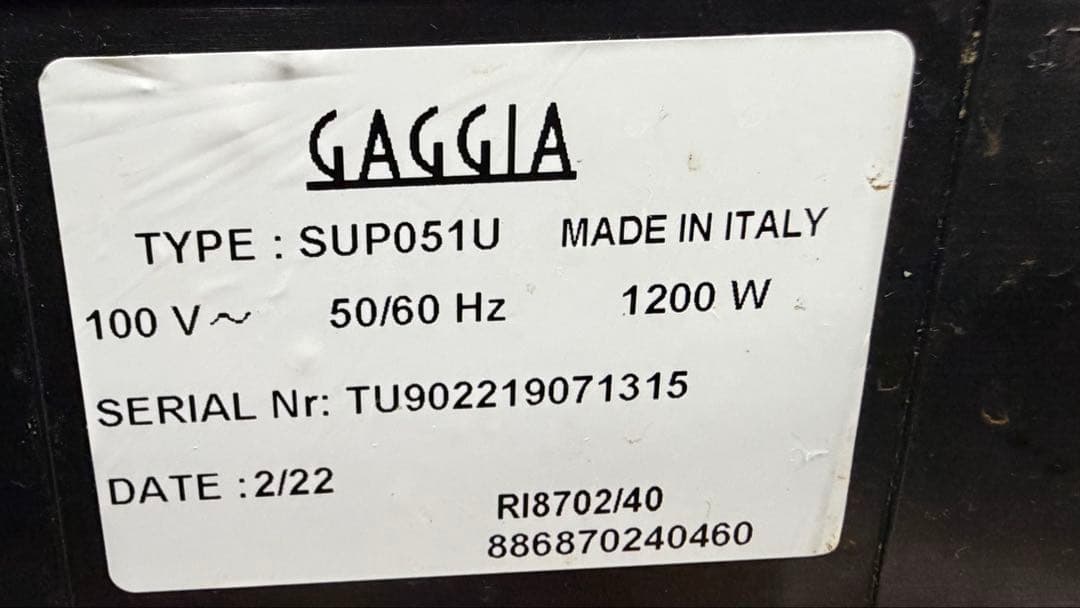 GAGGIA
TYPE : SUP051U MADE IN ITALY
100 V~ 50/60 Hz 1200 W
SERIAL Nr: TU902219071315
DATE :2/22
RI8702/40
886870240460